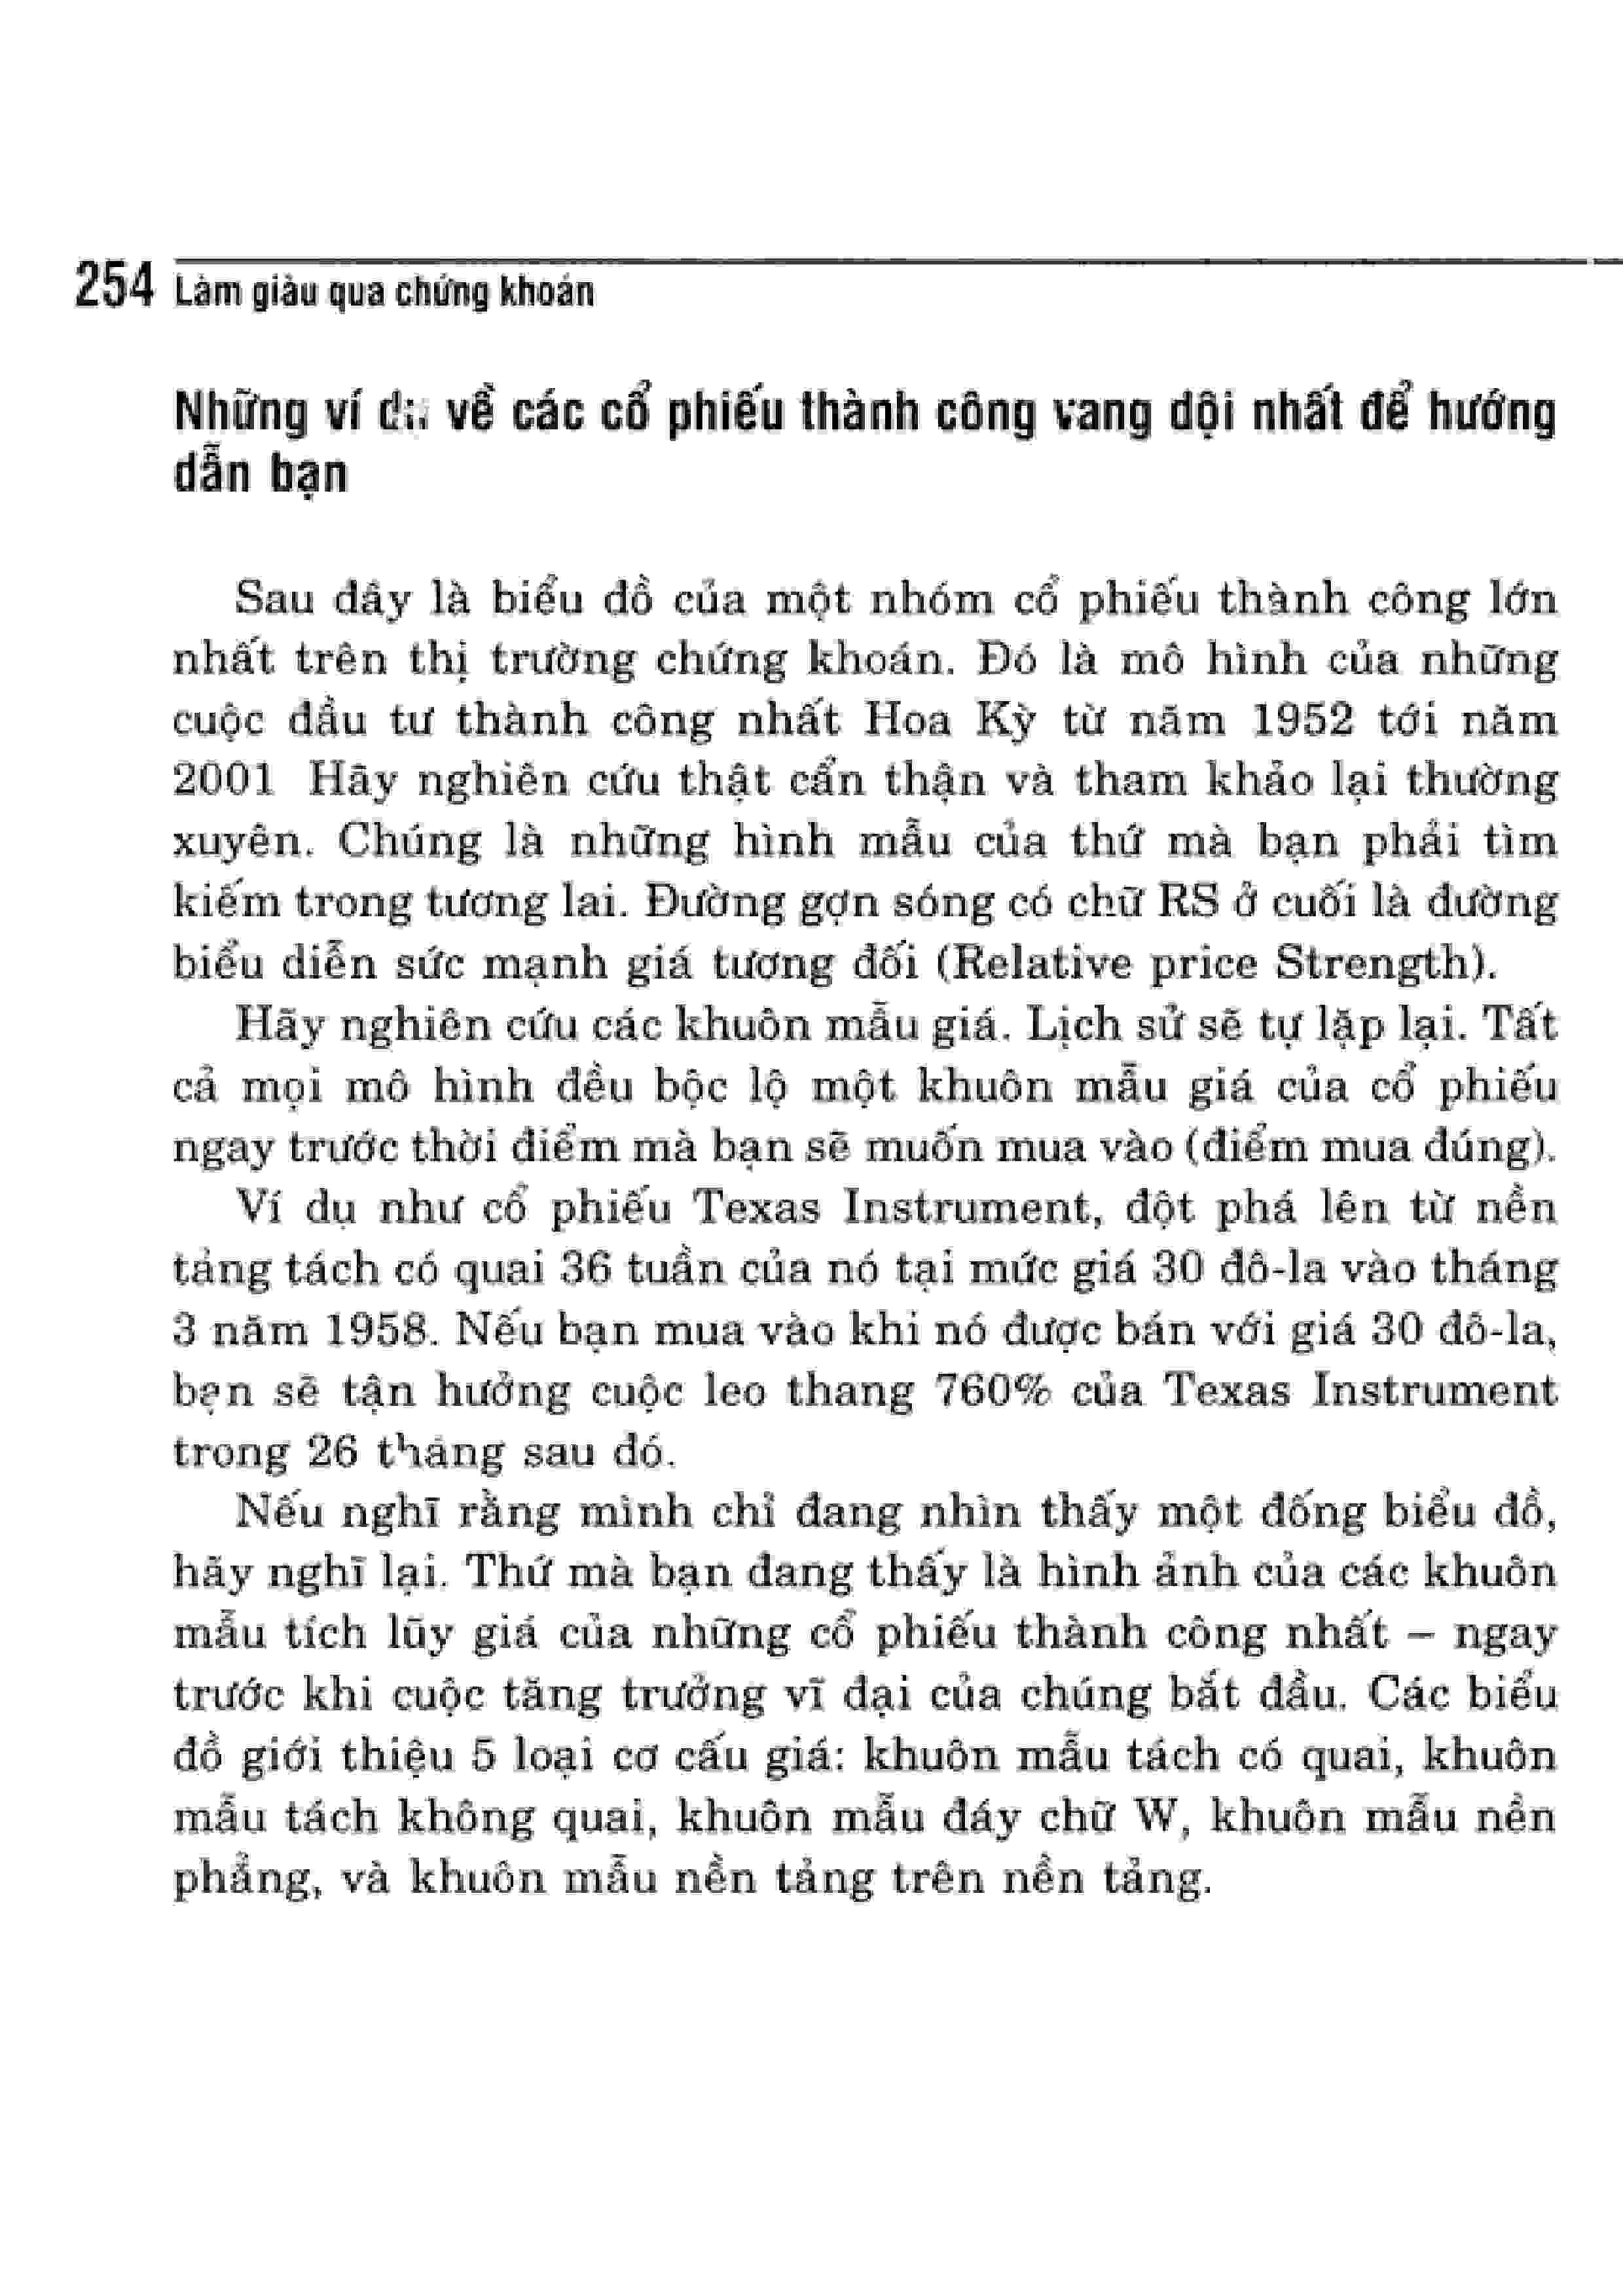 254 Làm giàu qua chứng khoán
Những ví dụ về các cổ phiếu thành công vang dội nhất để hướng
dẫn bạn
Sau đây là biểu đồ của một nhóm cổ phiếu thành công lớn
nhất trên thị trường chứng khoán. Đó là mô hình của những
cuộc đầu tư thành công nhất Hoa Kỳ từ năm 1952 tới năm
2001 Hãy nghiên cứu thật cẩn thận và tham khảo lại thường
xuyên. Chúng là những hình mẫu của thứ mà bạn phải tìm
kiếm trong tương lai. Đường gợn sóng có chữ RS ở cuối là đường
biểu diễn sức mạnh giá tương đối (Relative price Strength).
Hãy nghiên cứu các khuôn mẫu giá. Lịch sử sẽ tự lặp lại. Tất
cả mọi mô hình đều bộc lộ một khuôn mẫu giá của cổ phiếu
ngay trước thời điểm mà bạn sẽ muốn mua vào (điểm mua đúng).
Ví dụ như cổ phiếu Texas Instrument, đột phá lên từ nền
tảng tách có quai 36 tuần của nó tại mức giá 30 đô-la vào tháng
3 năm 1958. Nếu bạn mua vào khi nó được bán với giá 30 đô-la,
bạn sẽ tận hưởng cuộc leo thang 760% của Texas Instrument
trong 26 tháng sau đó.
Nếu nghĩ rằng mình chỉ đang nhìn thấy một đống biểu đồ,
hãy nghĩ lại. Thứ mà bạn đang thấy là hình ảnh của các khuôn
mẫu tích lũy giá của những cổ phiếu thành công nhất – ngay
trước khi cuộc tăng trưởng vĩ đại của chúng bắt đầu. Các biểu
đồ giới thiệu 5 loại cơ cấu giá: khuôn mẫu tách có quai, khuôn
mẫu tách không quai, khuôn mẫu đáy chữ W, khuôn mẫu nền
phẳng, và khuôn mẫu nền tảng trên nền tảng.